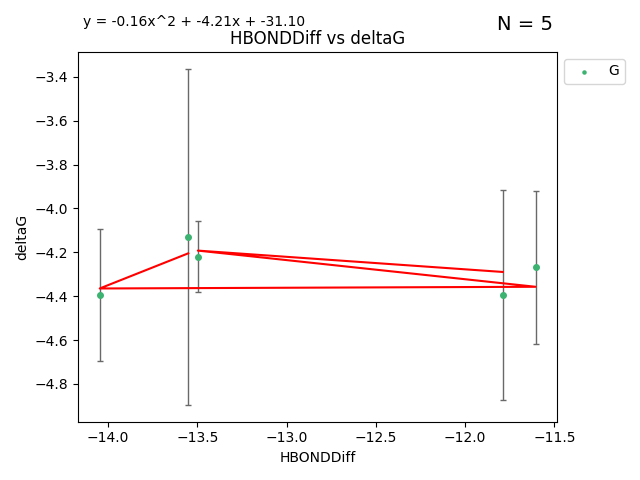 y = -0.16x^2 + -4.21x + -31.10
N = 5
HBONDDiff vs deltaG
G
−3.4
−3.6
−3.8
−4.0
−4.2
−4.4
−4.6
−4.8
deltaG
−14.0 −13.5 −13.0 −12.5 −12.0 −11.5
HBONDDiff